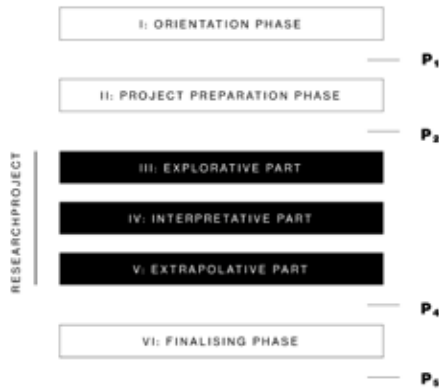 I: ORIENTATION PHASE
P₁
II: PROJECT PREPARATION PHASE
P₂
RESEARCHPROJECT
III: EXPLORATIVE PART
IV: INTERPRETATIVE PART
V: EXTRAPOLATIVE PART
P₄
VI: FINALISING PHASE
P₅